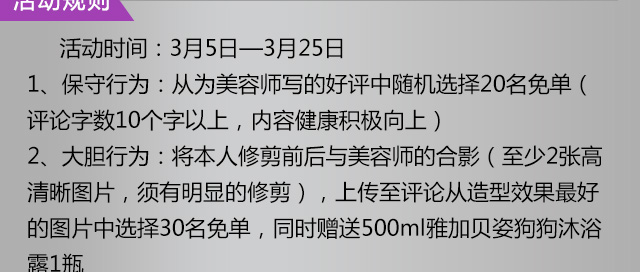 活动规则
活动时间：3月5日—3月25日
1、保守行为：从为美容师写的好评中随机选择20名免单（
评论字数10个字以上，内容健康积极向上）
2、大胆行为：将本人修剪前后与美容师的合影（至少2张高
清晰图片，须有明显的修剪），上传至评论从造型效果最好
的图片中选择30名免单，同时赠送500ml雅加贝姿狗狗沐浴
露1瓶